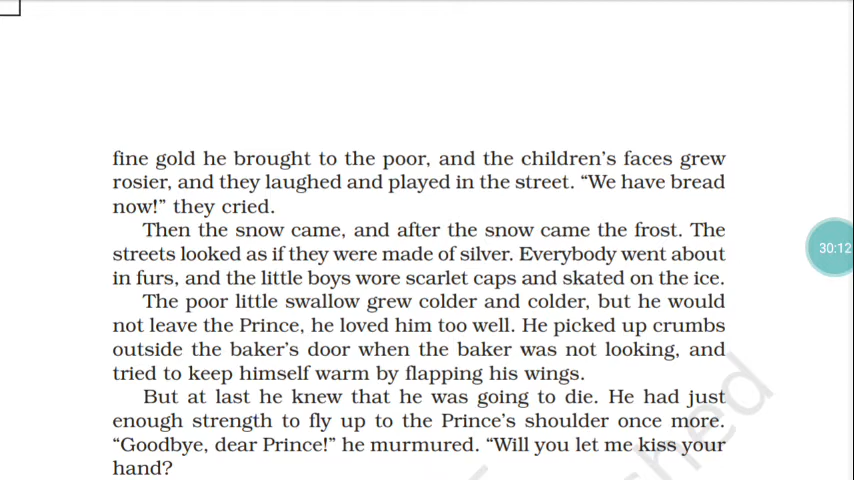 fine gold he brought to the poor, and the children’s faces grew
rosier, and they laughed and played in the street. “We have bread
now!” they cried.
Then the snow came, and after the snow came the frost. The
streets looked as if they were made of silver. Everybody went about
in furs, and the little boys wore scarlet caps and skated on the ice.
The poor little swallow grew colder and colder, but he would
not leave the Prince, he loved him too well. He picked up crumbs
outside the baker’s door when the baker was not looking, and
tried to keep himself warm by flapping his wings.
But at last he knew that he was going to die. He had just
enough strength to fly up to the Prince’s shoulder once more.
“Goodbye, dear Prince!” he murmured. “Will you let me kiss your
hand?
30:12
shed